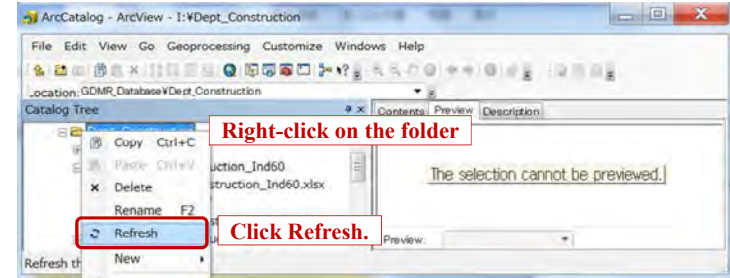 ArcCatalog - ArcView - I:¥Dept_Construction
File Edit View Go Geoprocessing Customize Windows Help
Location: GDMR_Database¥Dept_Construction
Catalog Tree
Contents Preview Description
Right-click on the folder
Copy Ctrl+C
Paste Ctrl+V
uction_Ind60
The selection cannot be previewed.
Delete
struction_Ind60.xlsx
Rename F2
Refresh
Click Refresh.
Preview:
New
Refresh th